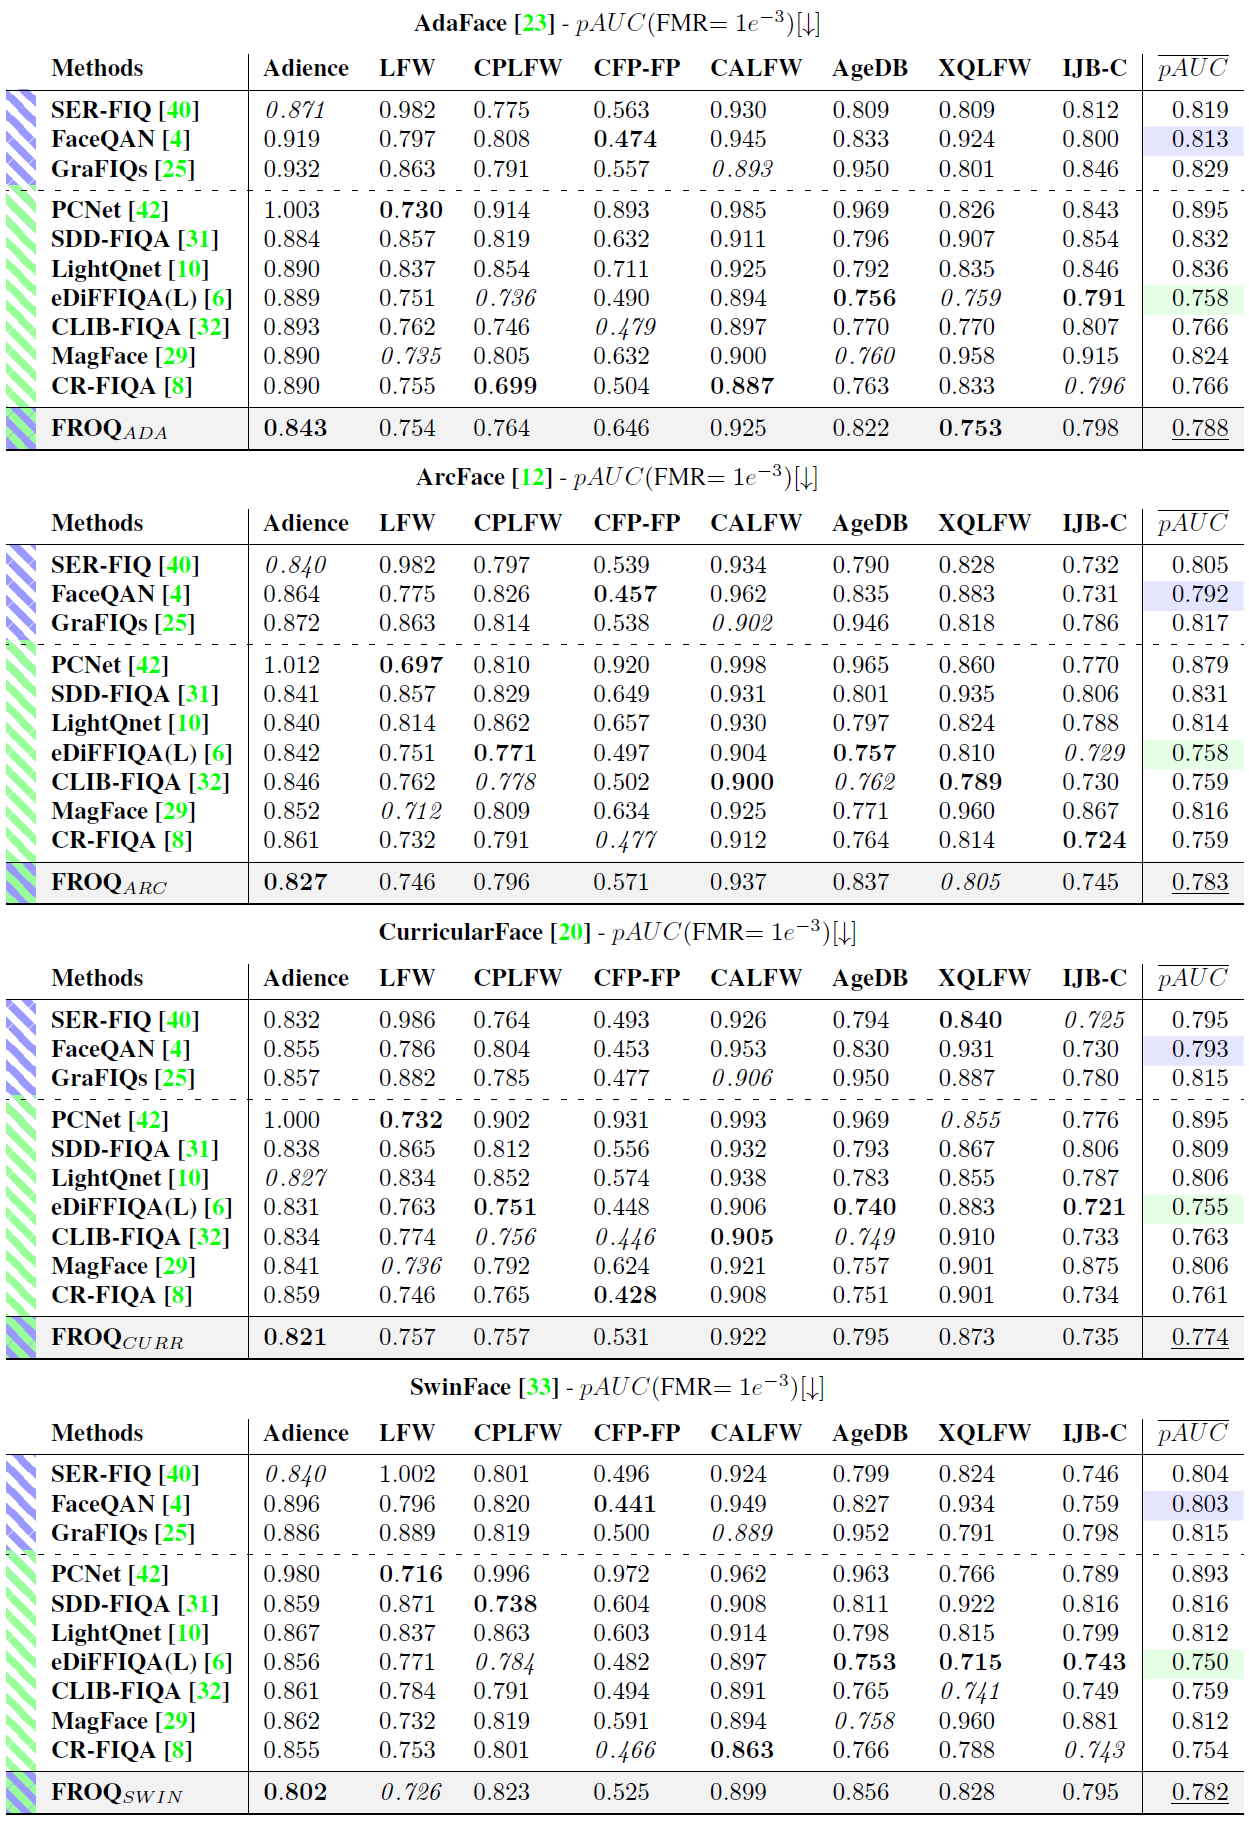 AdaFace [23] - pAUC(FMR= 1e⁻³)[↓]
Methods Adience LFW CPLFW CFP-FP CALFW AgeDB XQLFW IJB-C p̅A̅U̅C̅
SER-FIQ [40] 0.871 0.982 0.775 0.563 0.930 0.809 0.809 0.812 0.819
FaceQAN [4] 0.919 0.797 0.808 0.474 0.945 0.833 0.924 0.800 0.813
GraFIQs [25] 0.932 0.863 0.791 0.557 0.893 0.950 0.801 0.846 0.829
PCNet [42] 1.003 0.730 0.914 0.893 0.985 0.969 0.826 0.843 0.895
SDD-FIQA [31] 0.884 0.857 0.819 0.632 0.911 0.796 0.907 0.854 0.832
LightQnet [10] 0.890 0.837 0.854 0.711 0.925 0.792 0.835 0.846 0.836
eDiFFIQA(L) [6] 0.889 0.751 0.736 0.490 0.894 0.756 0.759 0.791 0.758
CLIB-FIQA [32] 0.893 0.762 0.746 0.479 0.897 0.770 0.770 0.807 0.766
MagFace [29] 0.890 0.735 0.805 0.632 0.900 0.760 0.958 0.915 0.824
CR-FIQA [8] 0.890 0.755 0.699 0.504 0.887 0.763 0.833 0.796 0.766
FROQ_ADA 0.843 0.754 0.764 0.646 0.925 0.822 0.753 0.798 0.788
ArcFace [12] - pAUC(FMR= 1e⁻³)[↓]
Methods Adience LFW CPLFW CFP-FP CALFW AgeDB XQLFW IJB-C p̅A̅U̅C̅
SER-FIQ [40] 0.840 0.982 0.797 0.539 0.934 0.790 0.828 0.732 0.805
FaceQAN [4] 0.864 0.775 0.826 0.457 0.962 0.835 0.883 0.731 0.792
GraFIQs [25] 0.872 0.863 0.814 0.538 0.902 0.946 0.818 0.786 0.817
PCNet [42] 1.012 0.697 0.810 0.920 0.998 0.965 0.860 0.770 0.879
SDD-FIQA [31] 0.841 0.857 0.829 0.649 0.931 0.801 0.935 0.806 0.831
LightQnet [10] 0.840 0.814 0.862 0.657 0.930 0.797 0.824 0.788 0.814
eDiFFIQA(L) [6] 0.842 0.751 0.771 0.497 0.904 0.757 0.810 0.729 0.758
CLIB-FIQA [32] 0.846 0.762 0.778 0.502 0.900 0.762 0.789 0.730 0.759
MagFace [29] 0.852 0.712 0.809 0.634 0.925 0.771 0.960 0.867 0.816
CR-FIQA [8] 0.861 0.732 0.791 0.477 0.912 0.764 0.814 0.724 0.759
FROQ_ARC 0.827 0.746 0.796 0.571 0.937 0.837 0.805 0.745 0.783
CurricularFace [20] - pAUC(FMR= 1e⁻³)[↓]
Methods Adience LFW CPLFW CFP-FP CALFW AgeDB XQLFW IJB-C p̅A̅U̅C̅
SER-FIQ [40] 0.832 0.986 0.764 0.493 0.926 0.794 0.840 0.725 0.795
FaceQAN [4] 0.855 0.786 0.804 0.453 0.953 0.830 0.931 0.730 0.793
GraFIQs [25] 0.857 0.882 0.785 0.477 0.906 0.950 0.887 0.780 0.815
PCNet [42] 1.000 0.732 0.902 0.931 0.993 0.969 0.855 0.776 0.895
SDD-FIQA [31] 0.838 0.865 0.812 0.556 0.932 0.793 0.867 0.806 0.809
LightQnet [10] 0.827 0.834 0.852 0.574 0.938 0.783 0.855 0.787 0.806
eDiFFIQA(L) [6] 0.831 0.763 0.751 0.448 0.906 0.740 0.883 0.721 0.755
CLIB-FIQA [32] 0.834 0.774 0.756 0.446 0.905 0.749 0.910 0.733 0.763
MagFace [29] 0.841 0.736 0.792 0.624 0.921 0.757 0.901 0.875 0.806
CR-FIQA [8] 0.859 0.746 0.765 0.428 0.908 0.751 0.901 0.734 0.761
FROQ_CURR 0.821 0.757 0.757 0.531 0.922 0.795 0.873 0.735 0.774
SwinFace [33] - pAUC(FMR= 1e⁻³)[↓]
Methods Adience LFW CPLFW CFP-FP CALFW AgeDB XQLFW IJB-C p̅A̅U̅C̅
SER-FIQ [40] 0.840 1.002 0.801 0.496 0.924 0.799 0.824 0.746 0.804
FaceQAN [4] 0.896 0.796 0.820 0.441 0.949 0.827 0.934 0.759 0.803
GraFIQs [25] 0.886 0.889 0.819 0.500 0.889 0.952 0.791 0.798 0.815
PCNet [42] 0.980 0.716 0.996 0.972 0.962 0.963 0.766 0.789 0.893
SDD-FIQA [31] 0.859 0.871 0.738 0.604 0.908 0.811 0.922 0.816 0.816
LightQnet [10] 0.867 0.837 0.863 0.603 0.914 0.798 0.815 0.799 0.812
eDiFFIQA(L) [6] 0.856 0.771 0.784 0.482 0.897 0.753 0.715 0.743 0.750
CLIB-FIQA [32] 0.861 0.784 0.791 0.494 0.891 0.765 0.741 0.749 0.759
MagFace [29] 0.862 0.732 0.819 0.591 0.894 0.758 0.960 0.881 0.812
CR-FIQA [8] 0.855 0.753 0.801 0.466 0.863 0.766 0.788 0.743 0.754
FROQ_SWIN 0.802 0.726 0.823 0.525 0.899 0.856 0.828 0.795 0.782